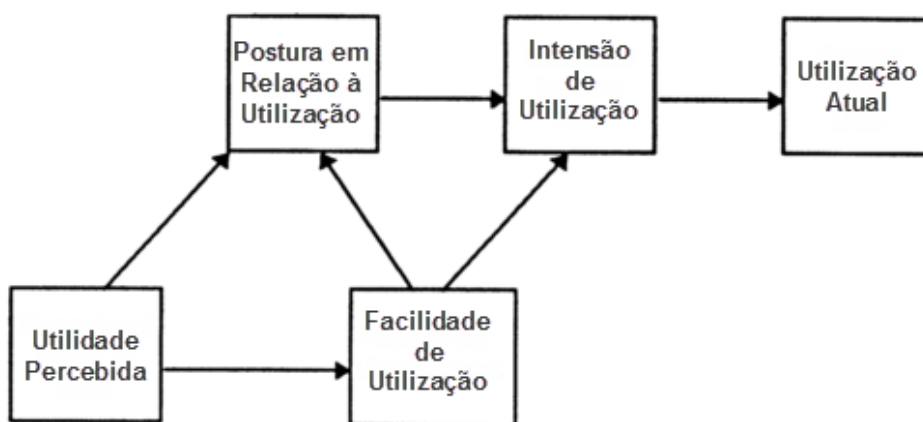 Postura em
Relação à
Utilização
Intensão
de
Utilização
Utilização
Atual
Utilidade
Percebida
Facilidade
de
Utilização